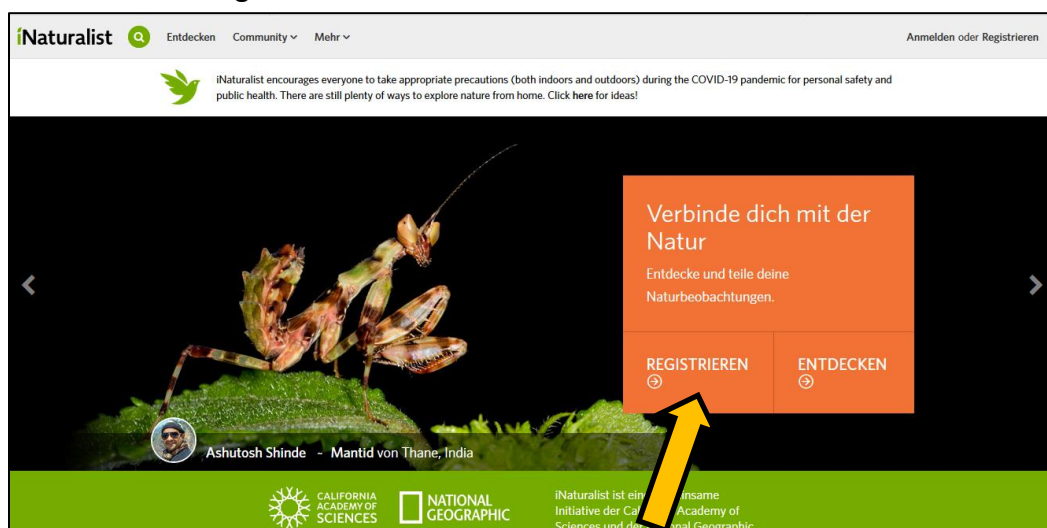 iNaturalist Entdecken Community Mehr Anmelden oder Registrieren
iNaturalist encourages everyone to take appropriate precautions (both indoors and outdoors) during the COVID-19 pandemic for personal safety and
public health. There are still plenty of ways to explore nature from home. Click here for ideas!
Verbinde dich mit der
Natur
Entdecke und teile deine
Naturbeobachtungen.
REGISTRIEREN ENTDECKEN
Ashutosh Shinde - Mantid von Thane, India
CALIFORNIA
ACADEMY OF
SCIENCES
NATIONAL
GEOGRAPHIC
iNaturalist ist
Initiative der Academy of
Sciences und Geographic